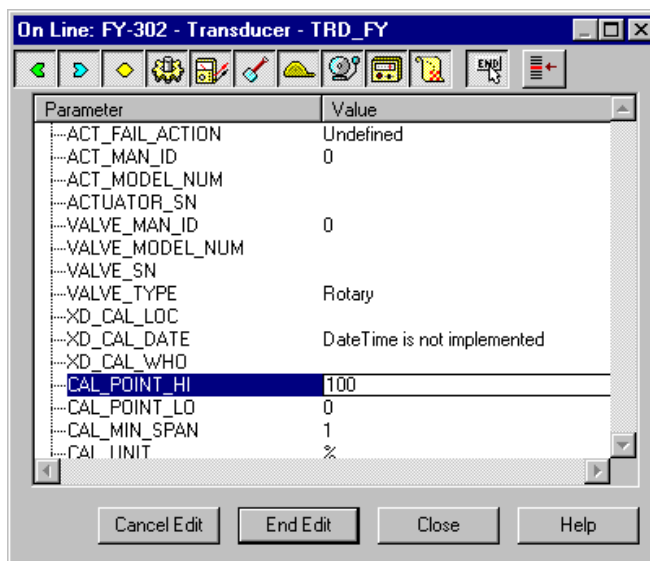 On Line: FY-302 - Transducer - TRD_FY
END
Parameter Value
ACT_FAIL_ACTION Undefined
ACT_MAN_ID 0
ACT_MODEL_NUM
ACTUATOR_SN
VALVE_MAN_ID 0
VALVE_MODEL_NUM
VALVE_SN
VALVE_TYPE Rotary
XD_CAL_LOC
XD_CAL_DATE DateTime is not implemented
XD_CAL_WHO
CAL_POINT_HI 100
CAL_POINT_LO 0
CAL_MIN_SPAN 1
CAL_UNIT %
Cancel Edit End Edit Close Help